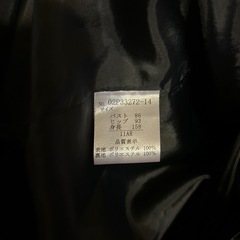 No. 02P33272-14
サイズ
バスト 86
ヒップ 93
身長 158
11AR
品質表示
表地 ポリエステル 100%
裏地 ポリエステル 100%